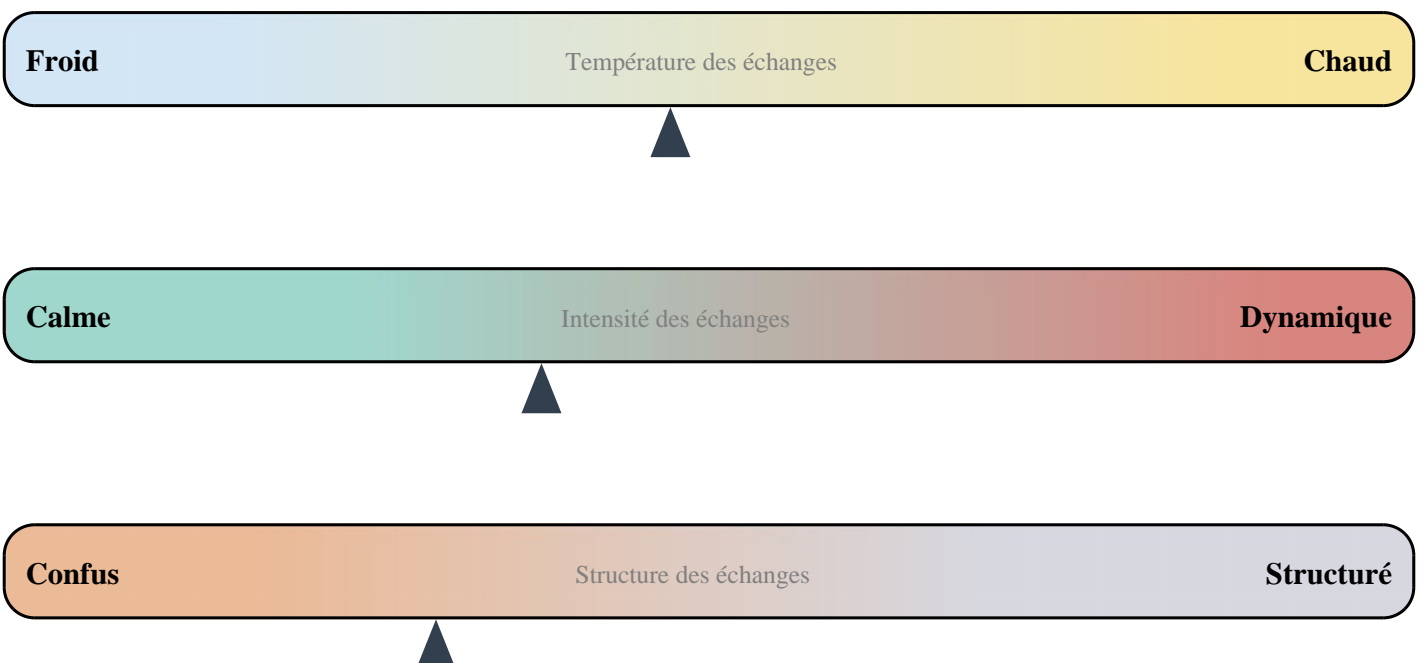 Froid Température des échanges Chaud
Calme Intensité des échanges Dynamique
Confus Structure des échanges Structuré